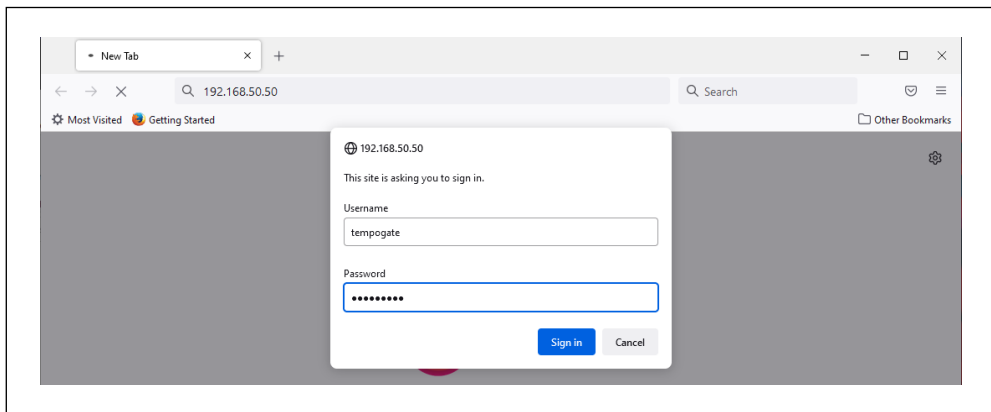 New Tab
192.168.50.50
Search
Most Visited Getting Started Other Bookmarks
192.168.50.50
This site is asking you to sign in.
Username
tempogate
Password
•••••••••
Sign in Cancel